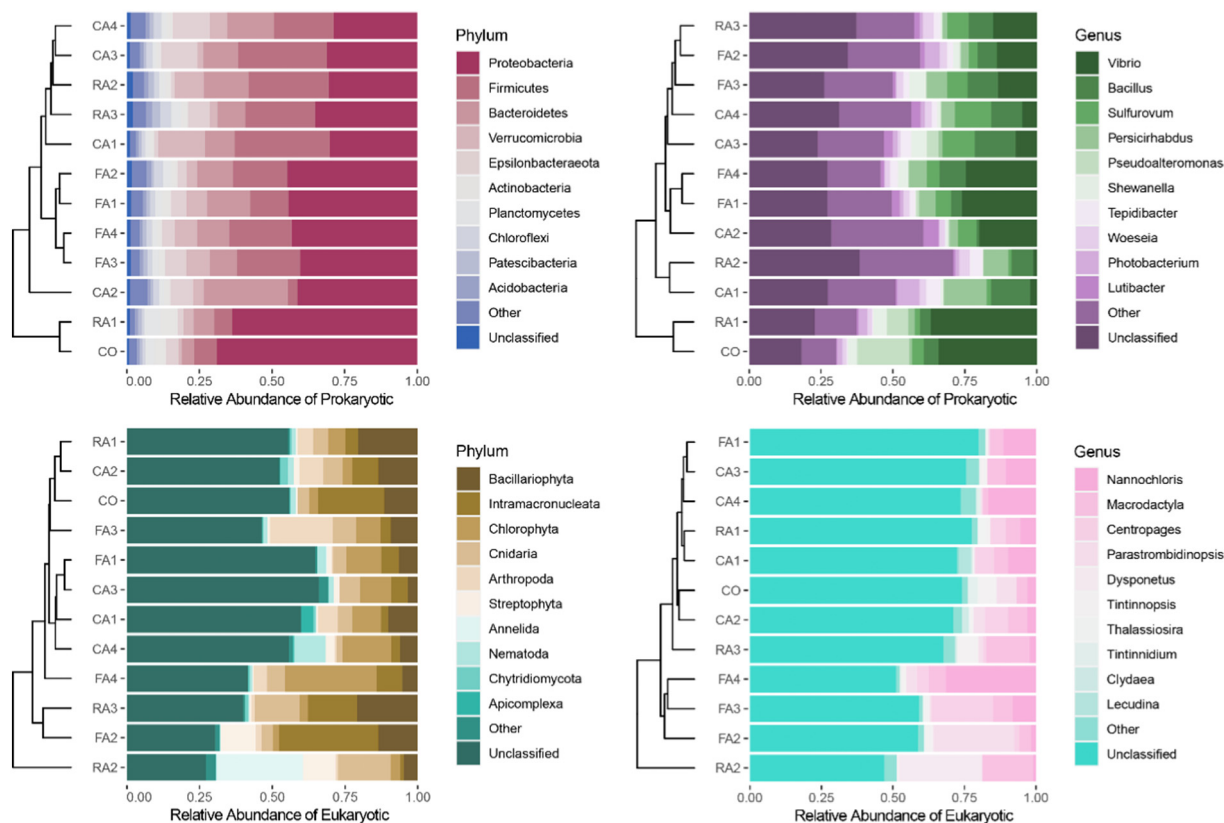 CA4
CA3
RA2
RA3
CA1
FA2
FA1
FA4
FA3
CA2
RA1
CO
0.00 0.25 0.50 0.75 1.00
Relative Abundance of Prokaryotic
Phylum
Proteobacteria
Firmicutes
Bacteroidetes
Verrucomicrobia
Epsilonbacteraeota
Actinobacteria
Planctomycetes
Chloroflexi
Patescibacteria
Acidobacteria
Other
Unclassified
RA3
FA2
FA3
CA4
CA3
FA4
FA1
CA2
RA2
CA1
RA1
CO
0.00 0.25 0.50 0.75 1.00
Relative Abundance of Prokaryotic
Genus
Vibrio
Bacillus
Sulfurovum
Persicirhabdus
Pseudoalteromonas
Shewanella
Tepidibacter
Woeseia
Photobacterium
Lutibacter
Other
Unclassified
RA1
CA2
CO
FA3
FA1
CA3
CA1
CA4
FA4
RA3
FA2
RA2
0.00 0.25 0.50 0.75 1.00
Relative Abundance of Eukaryotic
Phylum
Bacillariophyta
Intramacronucleata
Chlorophyta
Cnidaria
Arthropoda
Streptophyta
Annelida
Nematoda
Chytridiomycota
Apicomplexa
Other
Unclassified
FA1
CA3
CA4
RA1
CA1
CO
CA2
RA3
FA4
FA3
FA2
RA2
0.00 0.25 0.50 0.75 1.00
Relative Abundance of Eukaryotic
Genus
Nannochloris
Macrodactyla
Centropages
Parastrombidinopsis
Dysponetus
Tintinnopsis
Thalassiosira
Tintinnidium
Clydaea
Lecudina
Other
Unclassified